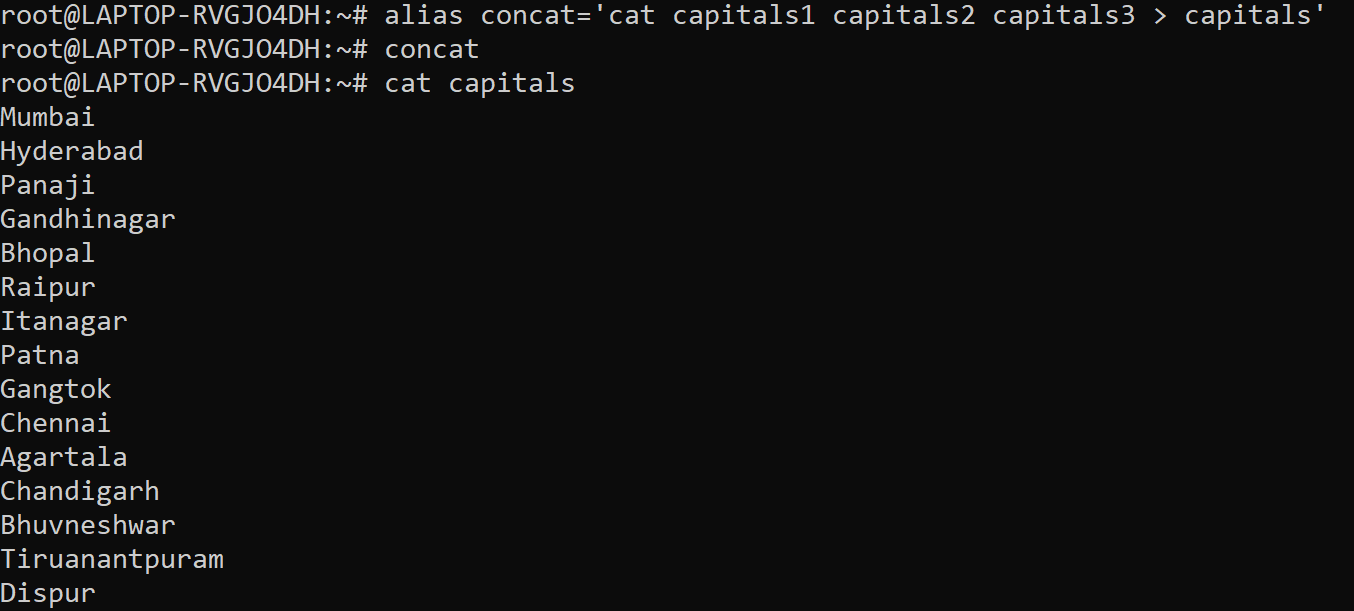 root@LAPTOP-RVGJO4DH:~# alias concat='cat capitals1 capitals2 capitals3 > capitals'
root@LAPTOP-RVGJO4DH:~# concat
root@LAPTOP-RVGJO4DH:~# cat capitals
Mumbai
Hyderabad
Panaji
Gandhinagar
Bhopal
Raipur
Itanagar
Patna
Gangtok
Chennai
Agartala
Chandigarh
Bhuvneshwar
Tiruanantpuram
Dispur